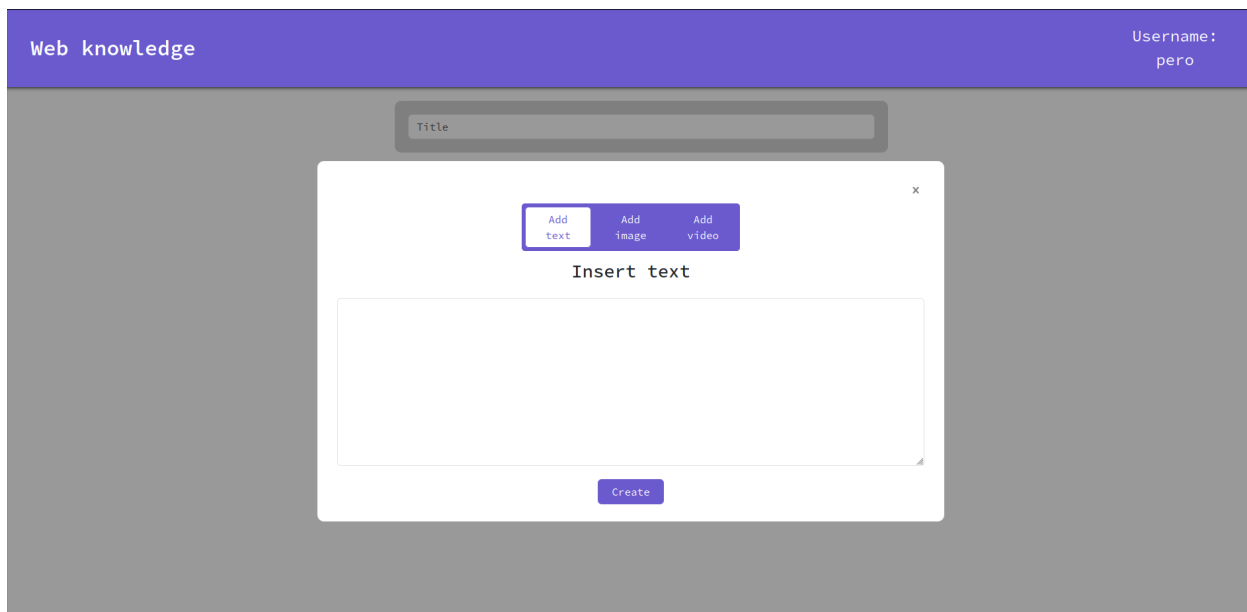 Web knowledge
Username:
pero
Title
×
Add
text
Add
image
Add
video
Insert text
Create